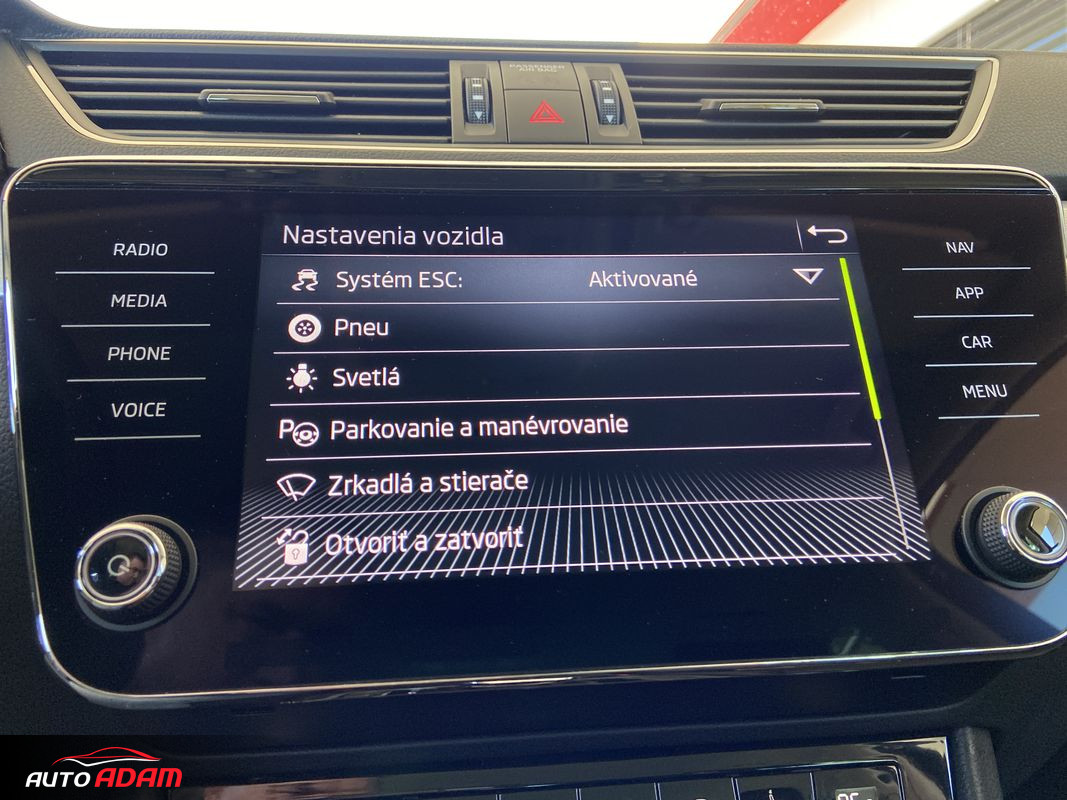 PASSENGER
AIR BAG
RADIO
MEDIA
PHONE
VOICE
Nastavenia vozidla
Systém ESC: Aktivované
Pneu
Svetlá
P Parkovanie a manévrovanie
Zrkadlá a stierače
Otvoriť a zatvoriť
NAV
APP
CAR
MENU
AUTO ADAM